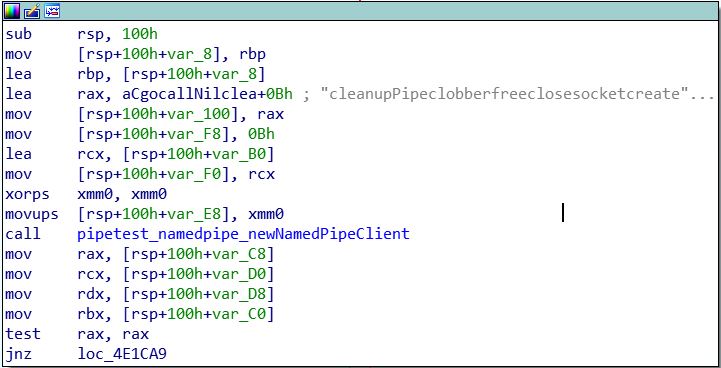 sub rsp, 100h
mov [rsp+100h+var_8], rbp
lea rbp, [rsp+100h+var_8]
lea rax, aCgocallNilclea+0Bh ; "cleanupPipeclobberfreeclosesocketcreate"...
mov [rsp+100h+var_100], rax
mov [rsp+100h+var_F8], 0Bh
lea rcx, [rsp+100h+var_B0]
mov [rsp+100h+var_F0], rcx
xorps xmm0, xmm0
movups [rsp+100h+var_E8], xmm0
call pipetest_namedpipe_newNamedPipeClient
mov rax, [rsp+100h+var_C8]
mov rcx, [rsp+100h+var_D0]
mov rdx, [rsp+100h+var_D8]
mov rbx, [rsp+100h+var_C0]
test rax, rax
jnz loc_4E1CA9